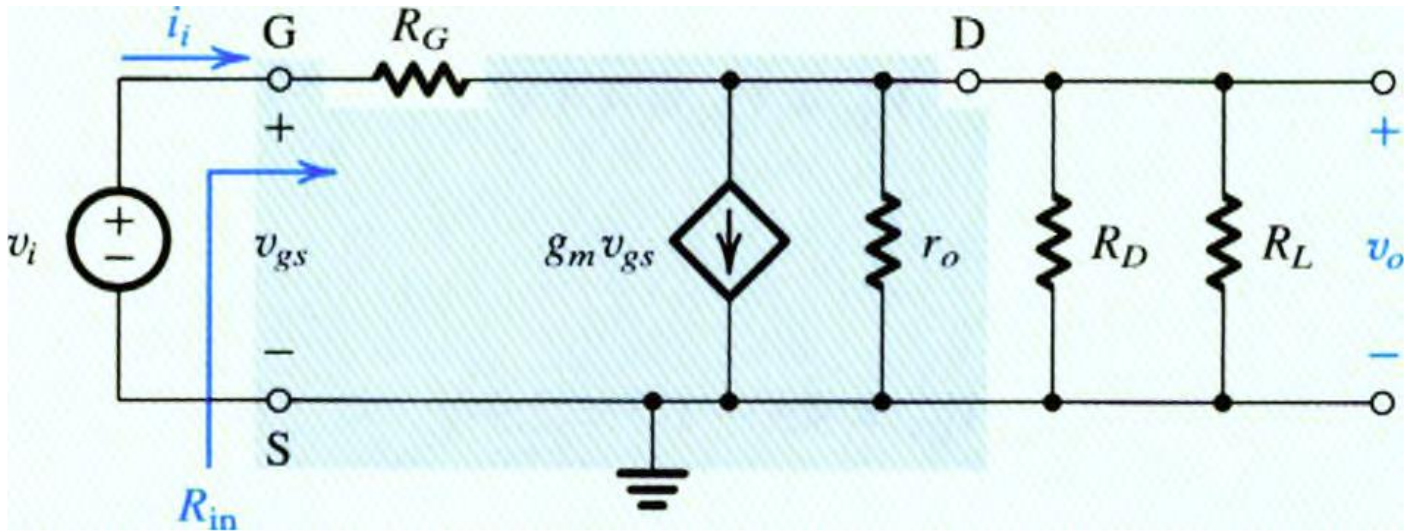 i_i
G
R_G
D
+
+
+
−
v_i
v_gs
g_m v_gs
r_o
R_D
R_L
v_o
−
−
S
R_in